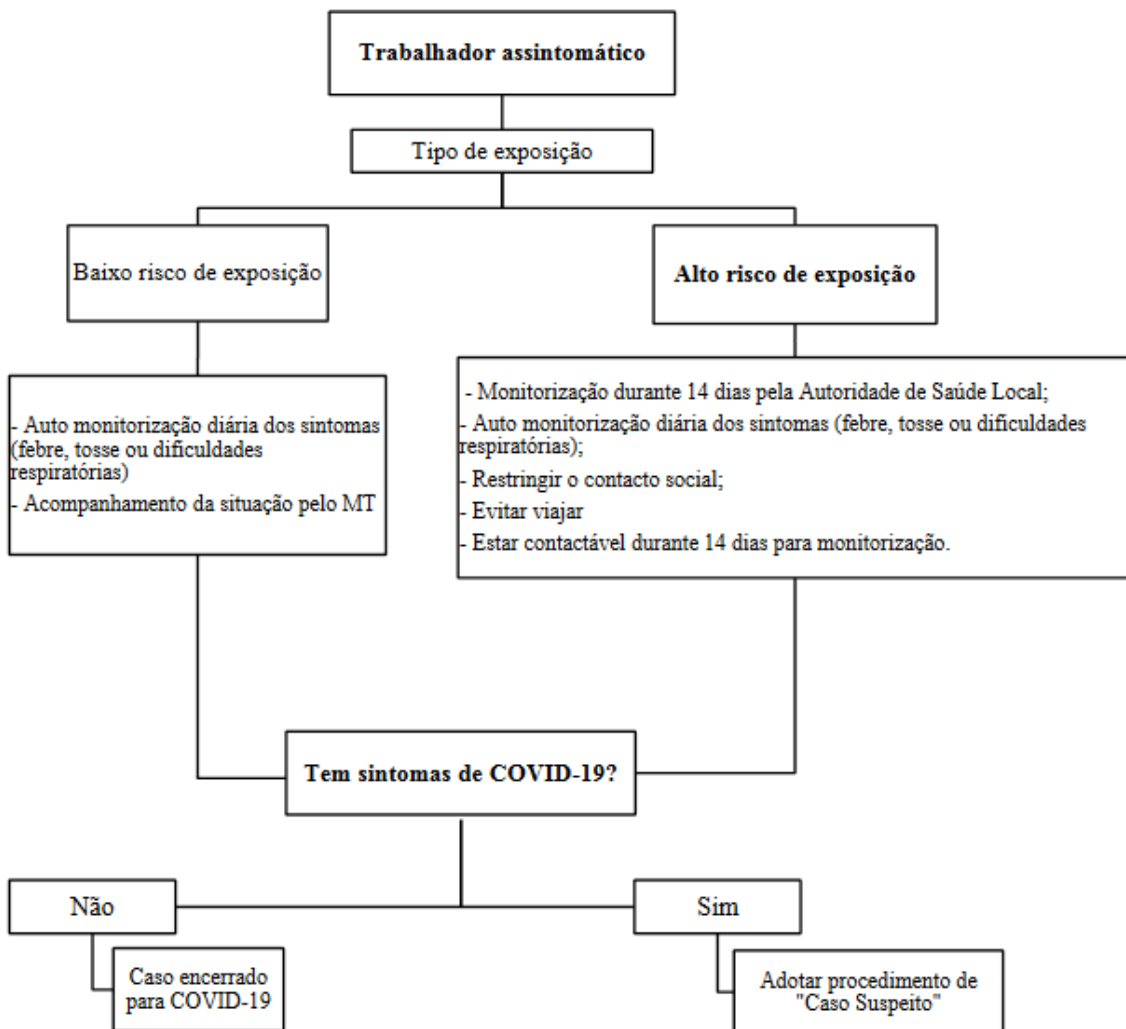 Trabalhador assintomático
Tipo de exposição
Baixo risco de exposição
Alto risco de exposição
- Auto monitorização diária dos sintomas
(febre, tosse ou dificuldades
respiratórias)
- Acompanhamento da situação pelo MT
- Monitorização durante 14 dias pela Autoridade de Saúde Local;
- Auto monitorização diária dos sintomas (febre, tosse ou dificuldades
respiratórias);
- Restringir o contacto social;
- Evitar viajar
- Estar contactável durante 14 dias para monitorização.
Tem sintomas de COVID-19?
Não
Sim
Caso encerrado
para COVID-19
Adotar procedimento de
"Caso Suspeito"